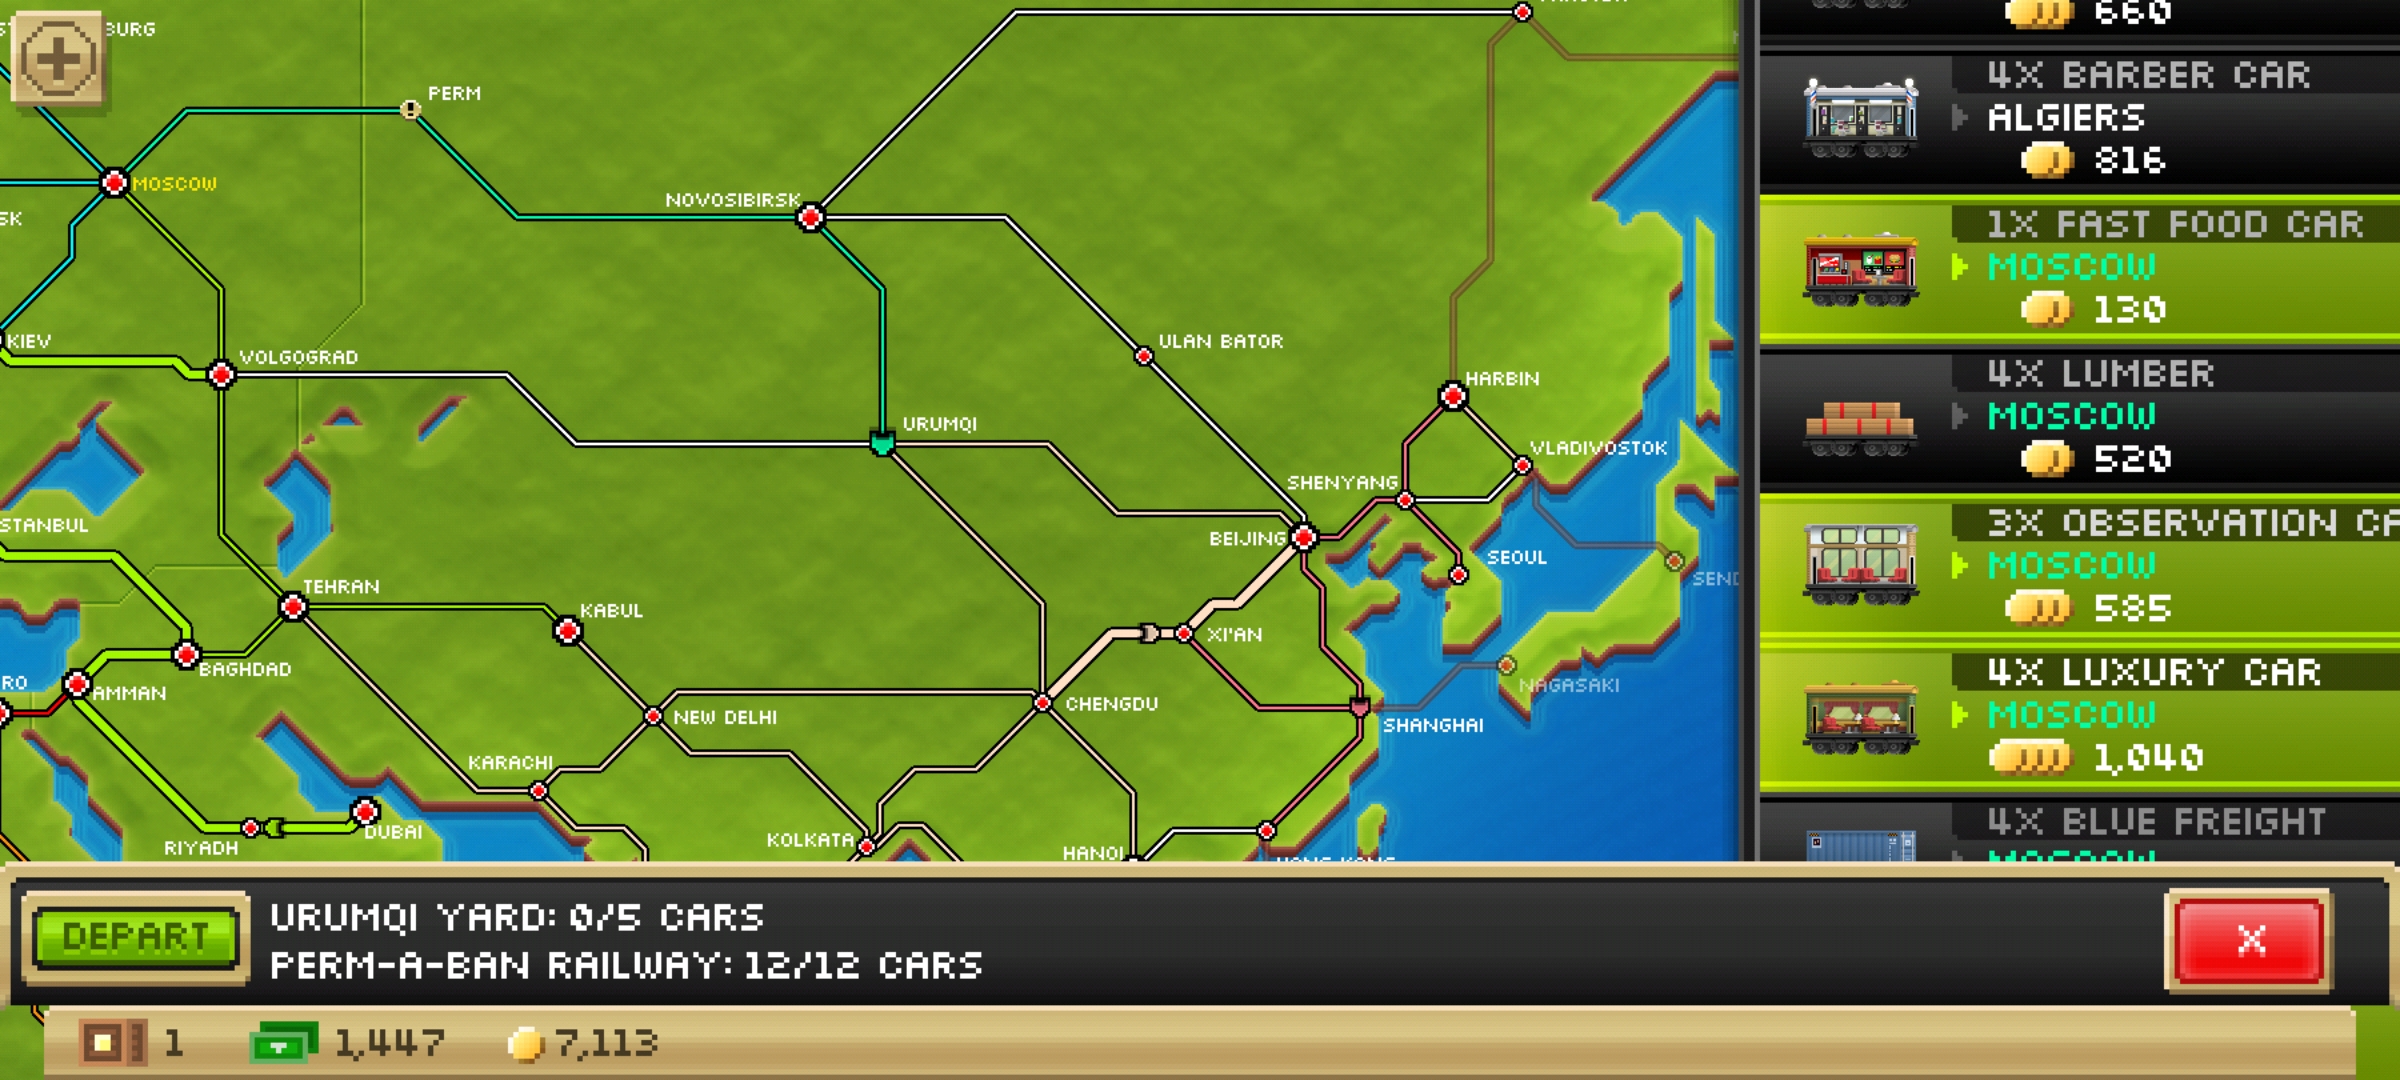 BURG
PERM
MOSCOW
NOVOSIBIRSK
SK
KIEV
VOLGOGRAD
ULAN BATOR
HARBIN
URUMQI
VLADIVOSTOK
SHENYANG
STANBUL
BEIJING
SEOUL
SEND
TEHRAN
KABUL
XI'AN
BAGHDAD
RO
AMMAN
NAGASAKI
NEW DELHI
CHENGDU
SHANGHAI
KARACHI
DUBAI
RIYADH
KOLKATA
HANOI
HONG KONG
660
4X BARBER CAR
ALGIERS
816
1X FAST FOOD CAR
MOSCOW
130
4X LUMBER
MOSCOW
520
3X OBSERVATION CA
MOSCOW
585
4X LUXURY CAR
MOSCOW
1,040
4X BLUE FREIGHT
MOSCOW
DEPART
URUMQI YARD: 0/5 CARS
PERM-A-BAN RAILWAY: 12/12 CARS
X
1
1,447
7,113